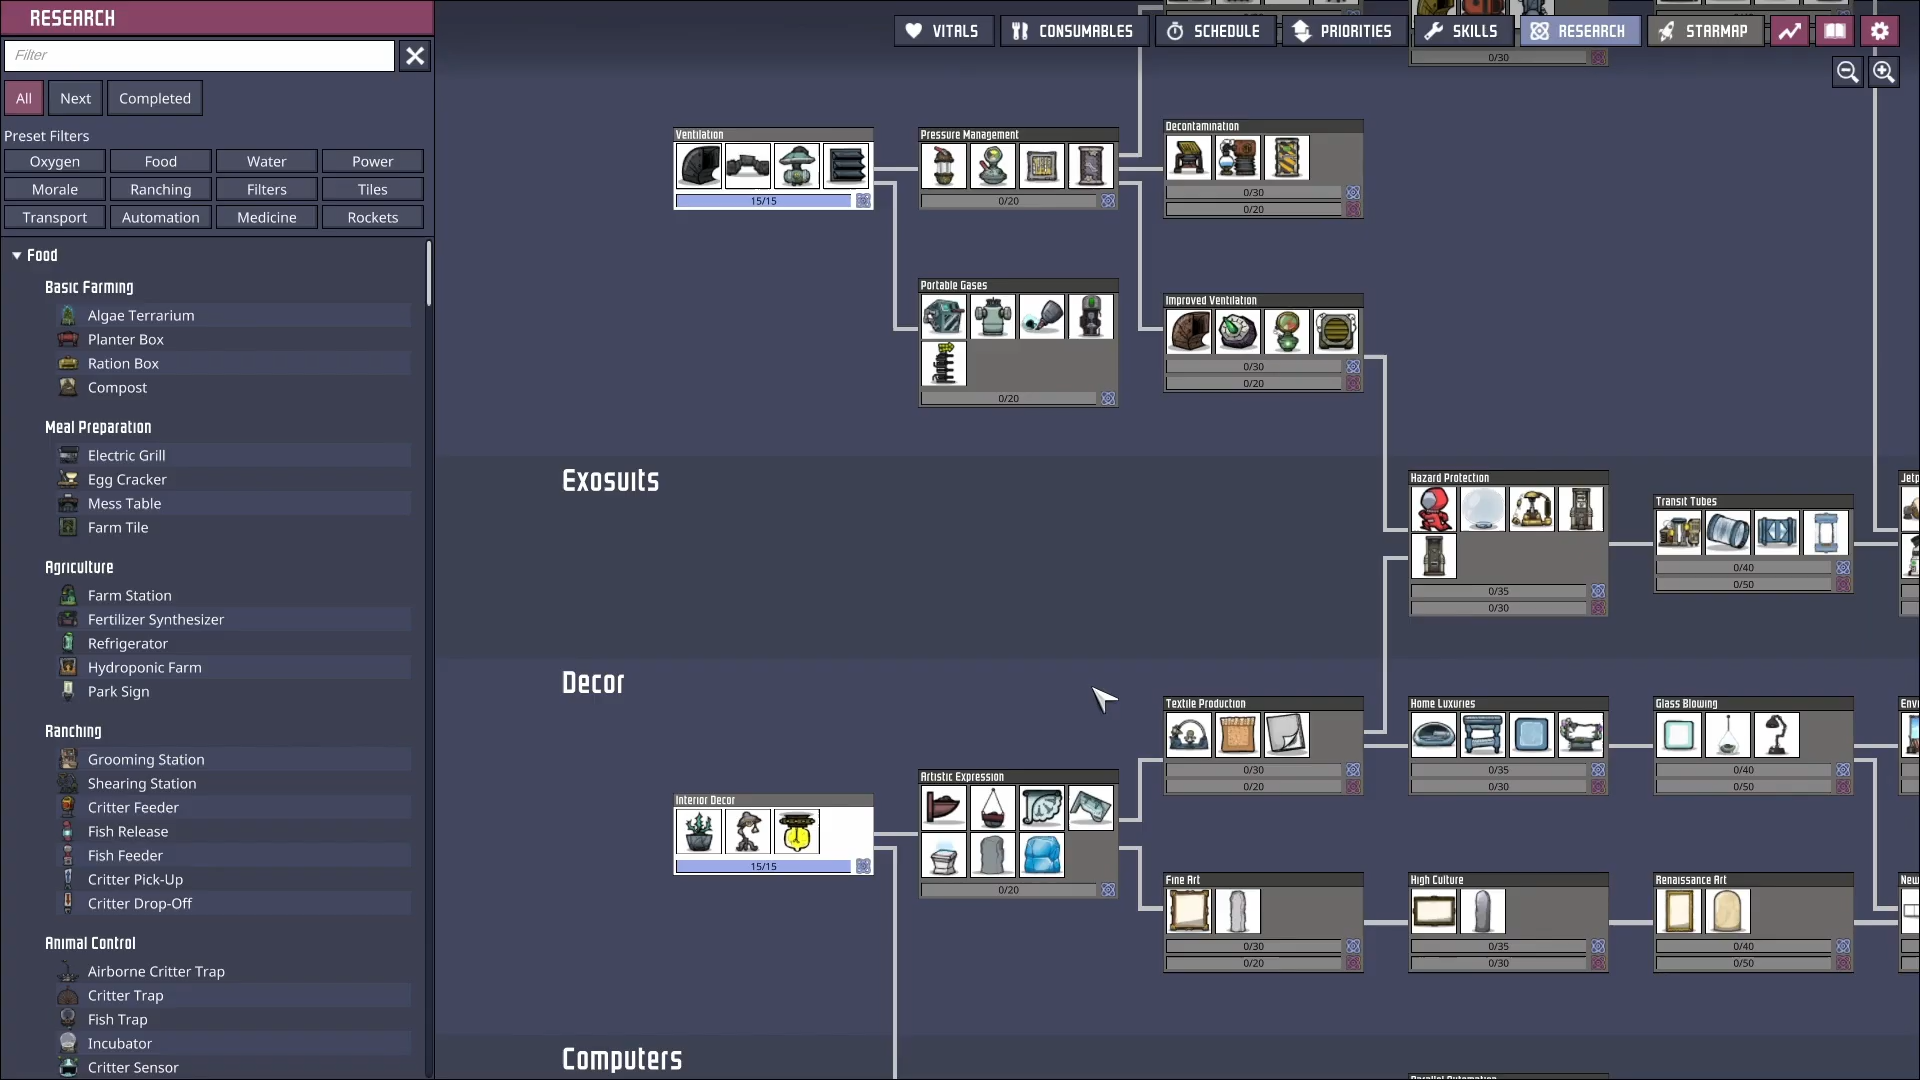 RESEARCH
Filter
All Next Completed
Preset Filters
Oxygen Food Water Power
Morale Ranching Filters Tiles
Transport Automation Medicine Rockets
Food
Basic Farming
Algae Terrarium
Planter Box
Ration Box
Compost
Meal Preparation
Electric Grill
Egg Cracker
Mess Table
Farm Tile
Agriculture
Farm Station
Fertilizer Synthesizer
Refrigerator
Hydroponic Farm
Park Sign
Ranching
Grooming Station
Shearing Station
Critter Feeder
Fish Release
Fish Feeder
Critter Pick-Up
Critter Drop-Off
Animal Control
Airborne Critter Trap
Critter Trap
Fish Trap
Incubator
Critter Sensor
VITALS CONSUMABLES SCHEDULE PRIORITIES SKILLS RESEARCH STARMAP
0/30
Ventilation
15/15
Pressure Management
0/20
Decontamination
0/30
0/20
Portable Gases
0/20
Improved Ventilation
0/30
0/20
Exosuits
Hazard Protection
0/35
0/30
Transit Tubes
0/40
0/50
Jetp
Decor
Interior Decor
15/15
Artistic Expression
0/20
Textile Production
0/30
0/20
Home Luxuries
0/35
0/30
Glass Blowing
0/40
0/50
Envi
Fine Art
0/30
0/20
High Culture
0/35
0/30
Renaissance Art
0/40
0/50
New
Computers
Parallel Automation